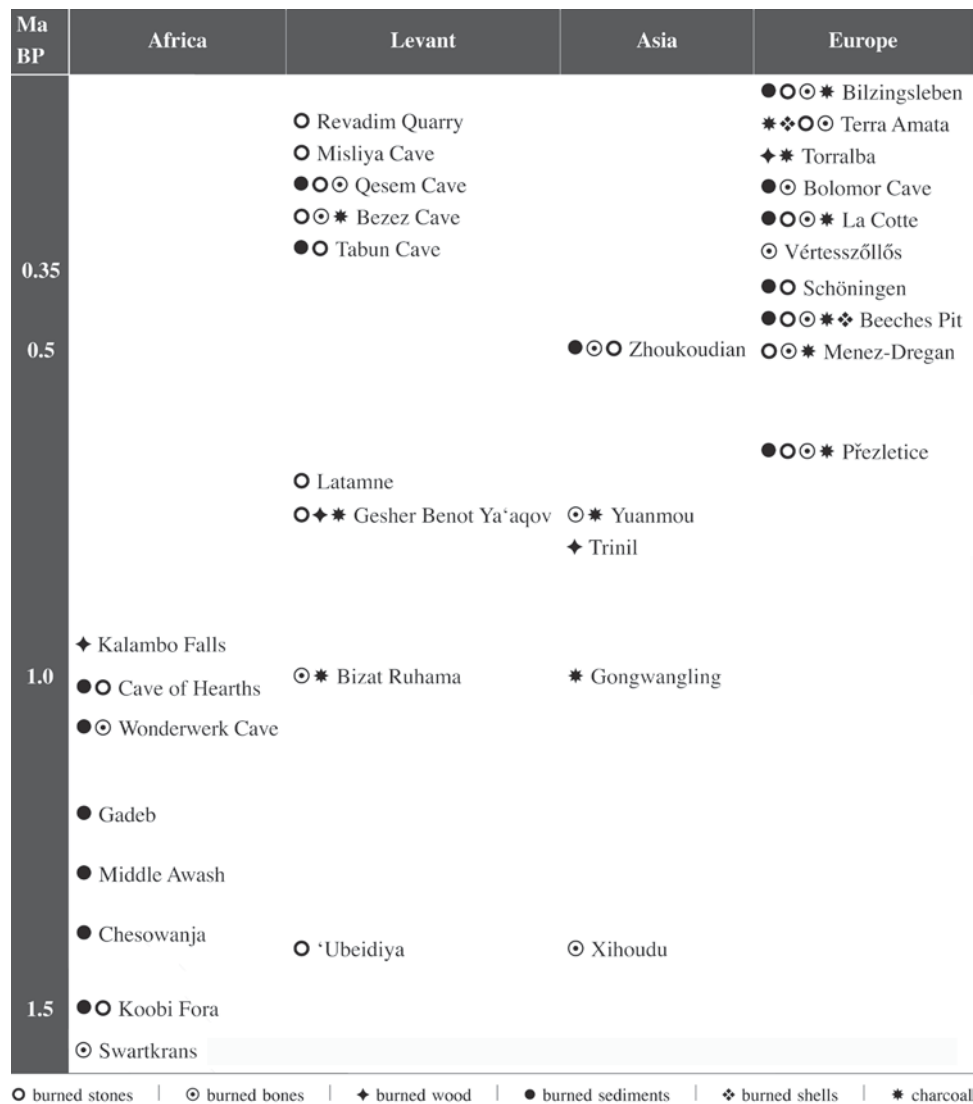 Ma BP Africa Levant Asia Europe
Bilzingsleben
Revadim Quarry Terra Amata
Misliya Cave Torralba
Qesem Cave Bolomor Cave
Bezez Cave La Cotte
Tabun Cave Vértesszőllős
0.35
Schöningen
Beeches Pit
0.5 Zhoukoudian Menez-Dregan
Přezletice
Latamne
Gesher Benot Ya‘aqov Yuanmou
Trinil
Kalambo Falls
1.0 Cave of Hearths Bizat Ruhama Gongwangling
Wonderwerk Cave
Gadeb
Middle Awash
Chesowanja
‘Ubeidiya Xihoudu
1.5 Koobi Fora
Swartkrans
burned stones | burned bones | burned wood | burned sediments | burned shells | charcoal